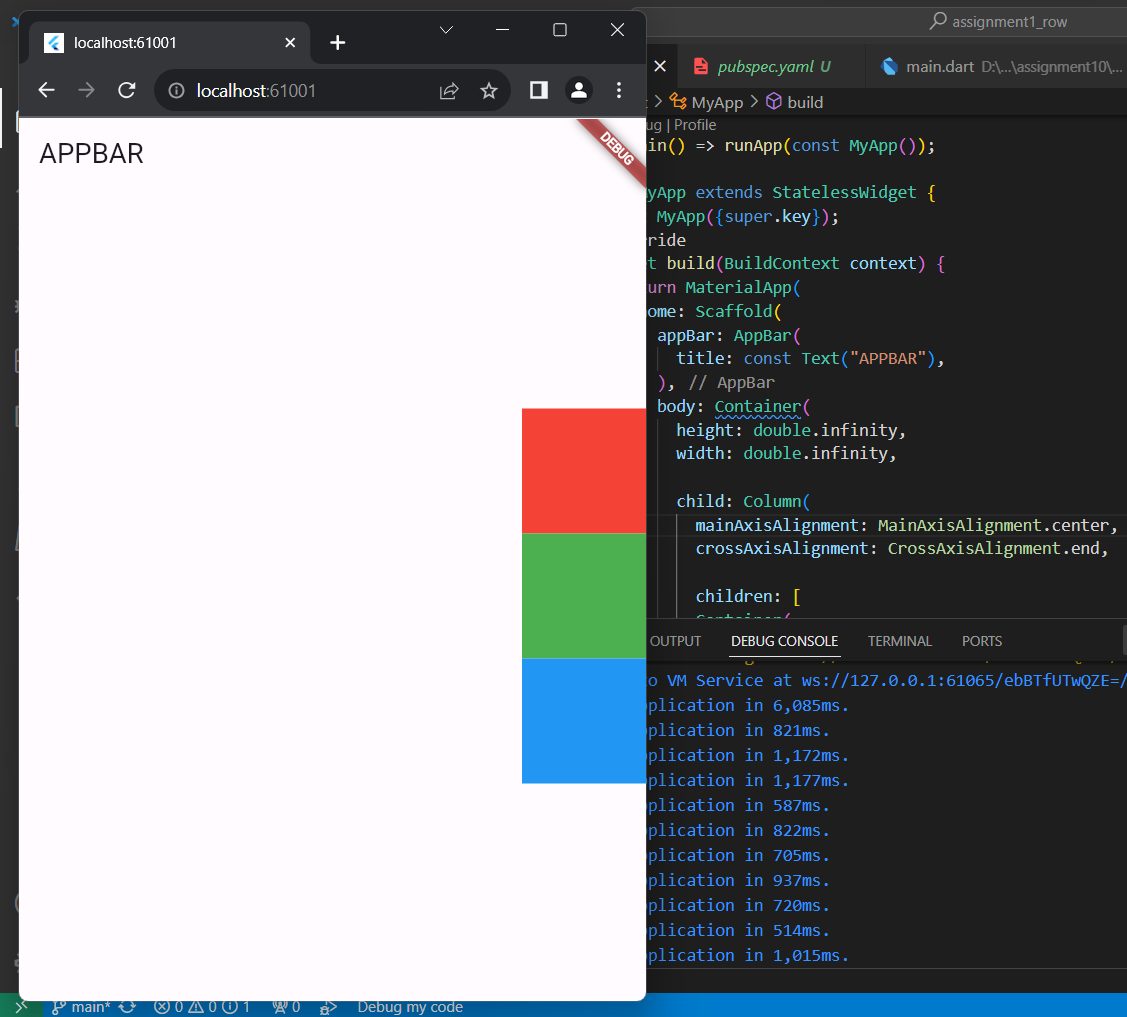 localhost:61001
assignment1_row
localhost:61001
pubspec.yaml U
main.dart D:\...\assignment10\...
MyApp > build
ug | Profile
in() => runApp(const MyApp());
yApp extends StatelessWidget {
MyApp({super.key});
ride
t build(BuildContext context) {
urn MaterialApp(
ome: Scaffold(
appBar: AppBar(
title: const Text("APPBAR"),
), // AppBar
body: Container(
height: double.infinity,
width: double.infinity,
child: Column(
mainAxisAlignment: MainAxisAlignment.center,
crossAxisAlignment: CrossAxisAlignment.end,
children: [
APPBAR
DEBUG
OUTPUT DEBUG CONSOLE TERMINAL PORTS
o VM Service at ws://127.0.0.1:61065/ebBTfUTwQZE=/
plication in 6,085ms.
plication in 821ms.
plication in 1,172ms.
plication in 1,177ms.
plication in 587ms.
plication in 822ms.
plication in 705ms.
plication in 937ms.
plication in 720ms.
plication in 514ms.
plication in 1,015ms.
main* 0 0 1 0 Debug my code